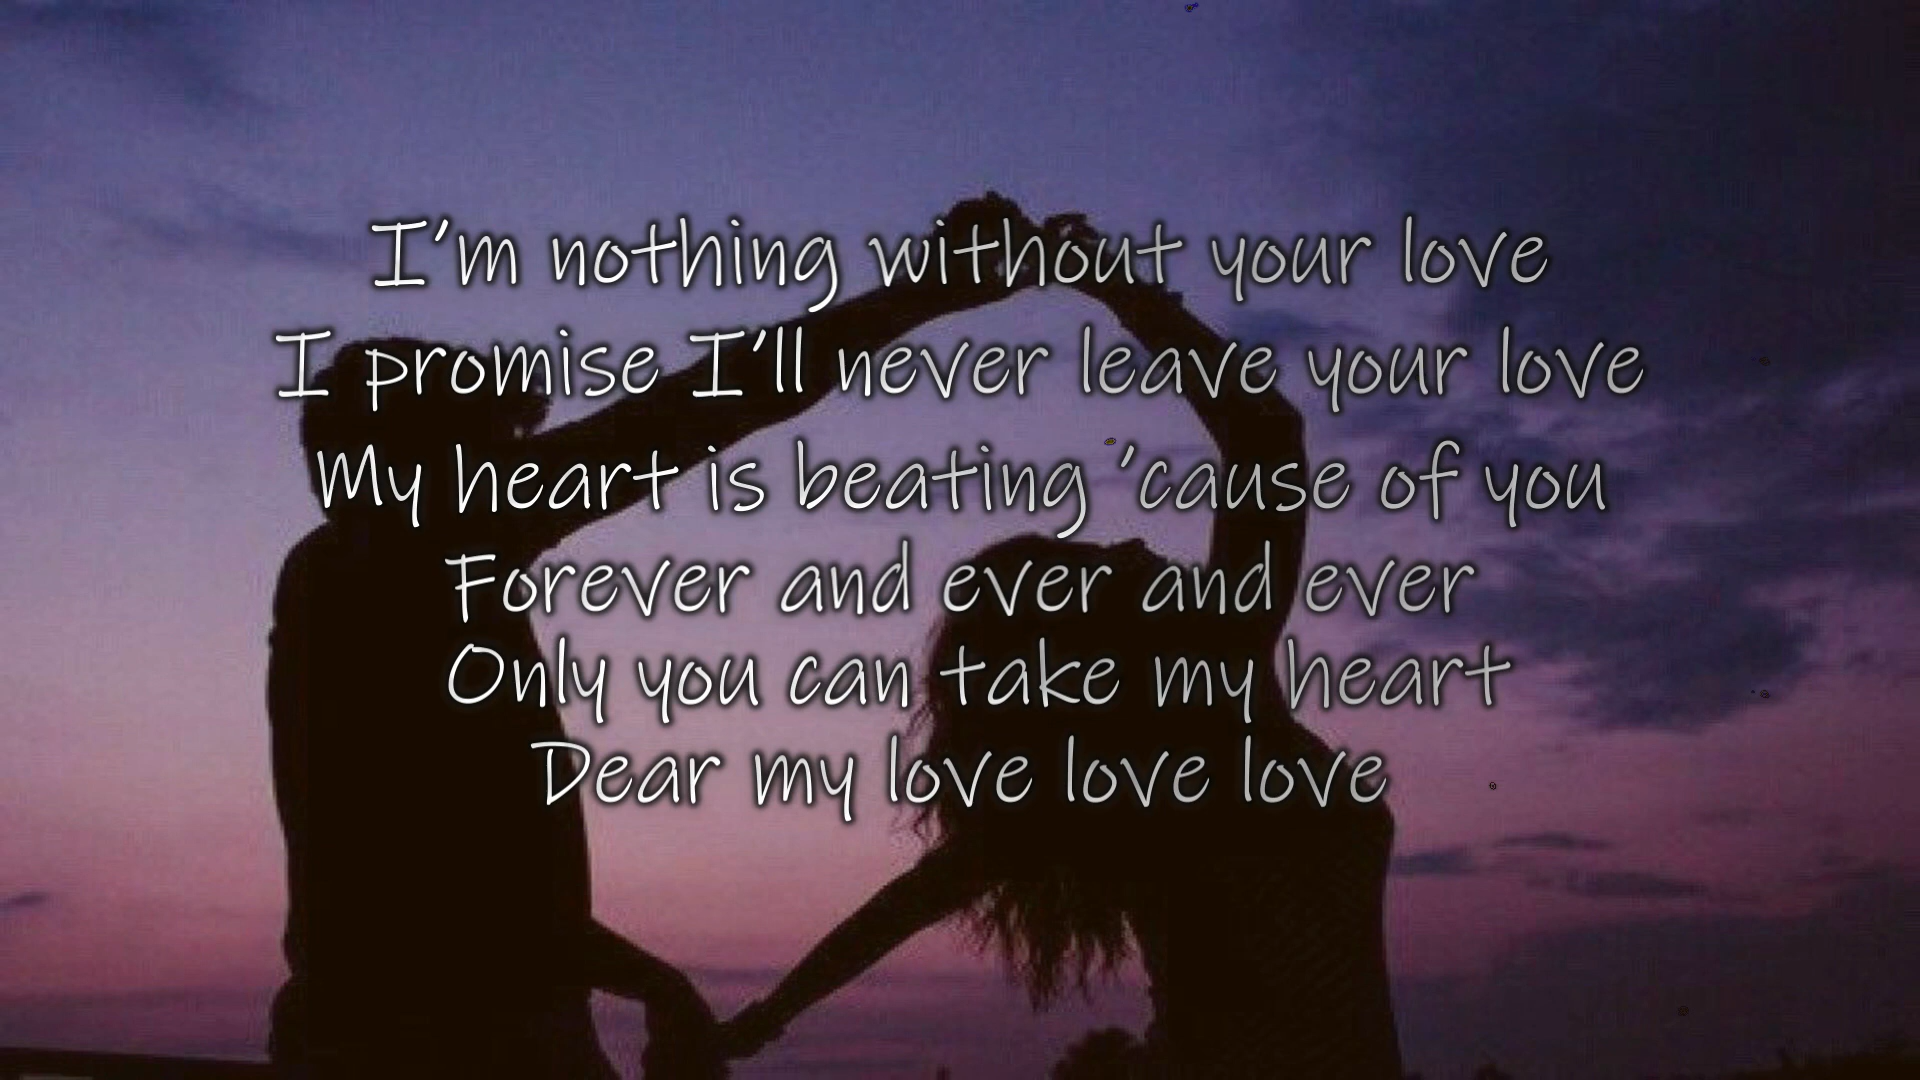 I'm nothing without your love
I promise I'll never leave your love
My heart is beating 'cause of you
Forever and ever and ever
Only you can take my heart
Dear my love love love